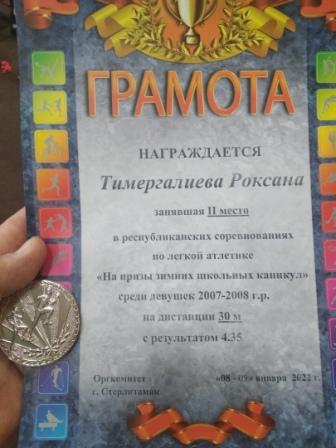 ГРАМОТА
НАГРАЖДАЕТСЯ
Тимергалиева Роксана
занявшая II место
в республиканских соревнованиях
по легкой атлетике
«На призы зимних школьных каникул»
среди девушек 2007-2008 г.р.
на дистанции 30 м
с результатом 4.35
Оргкомитет «08 - 09» января 2022 г.
г. Стерлитамак